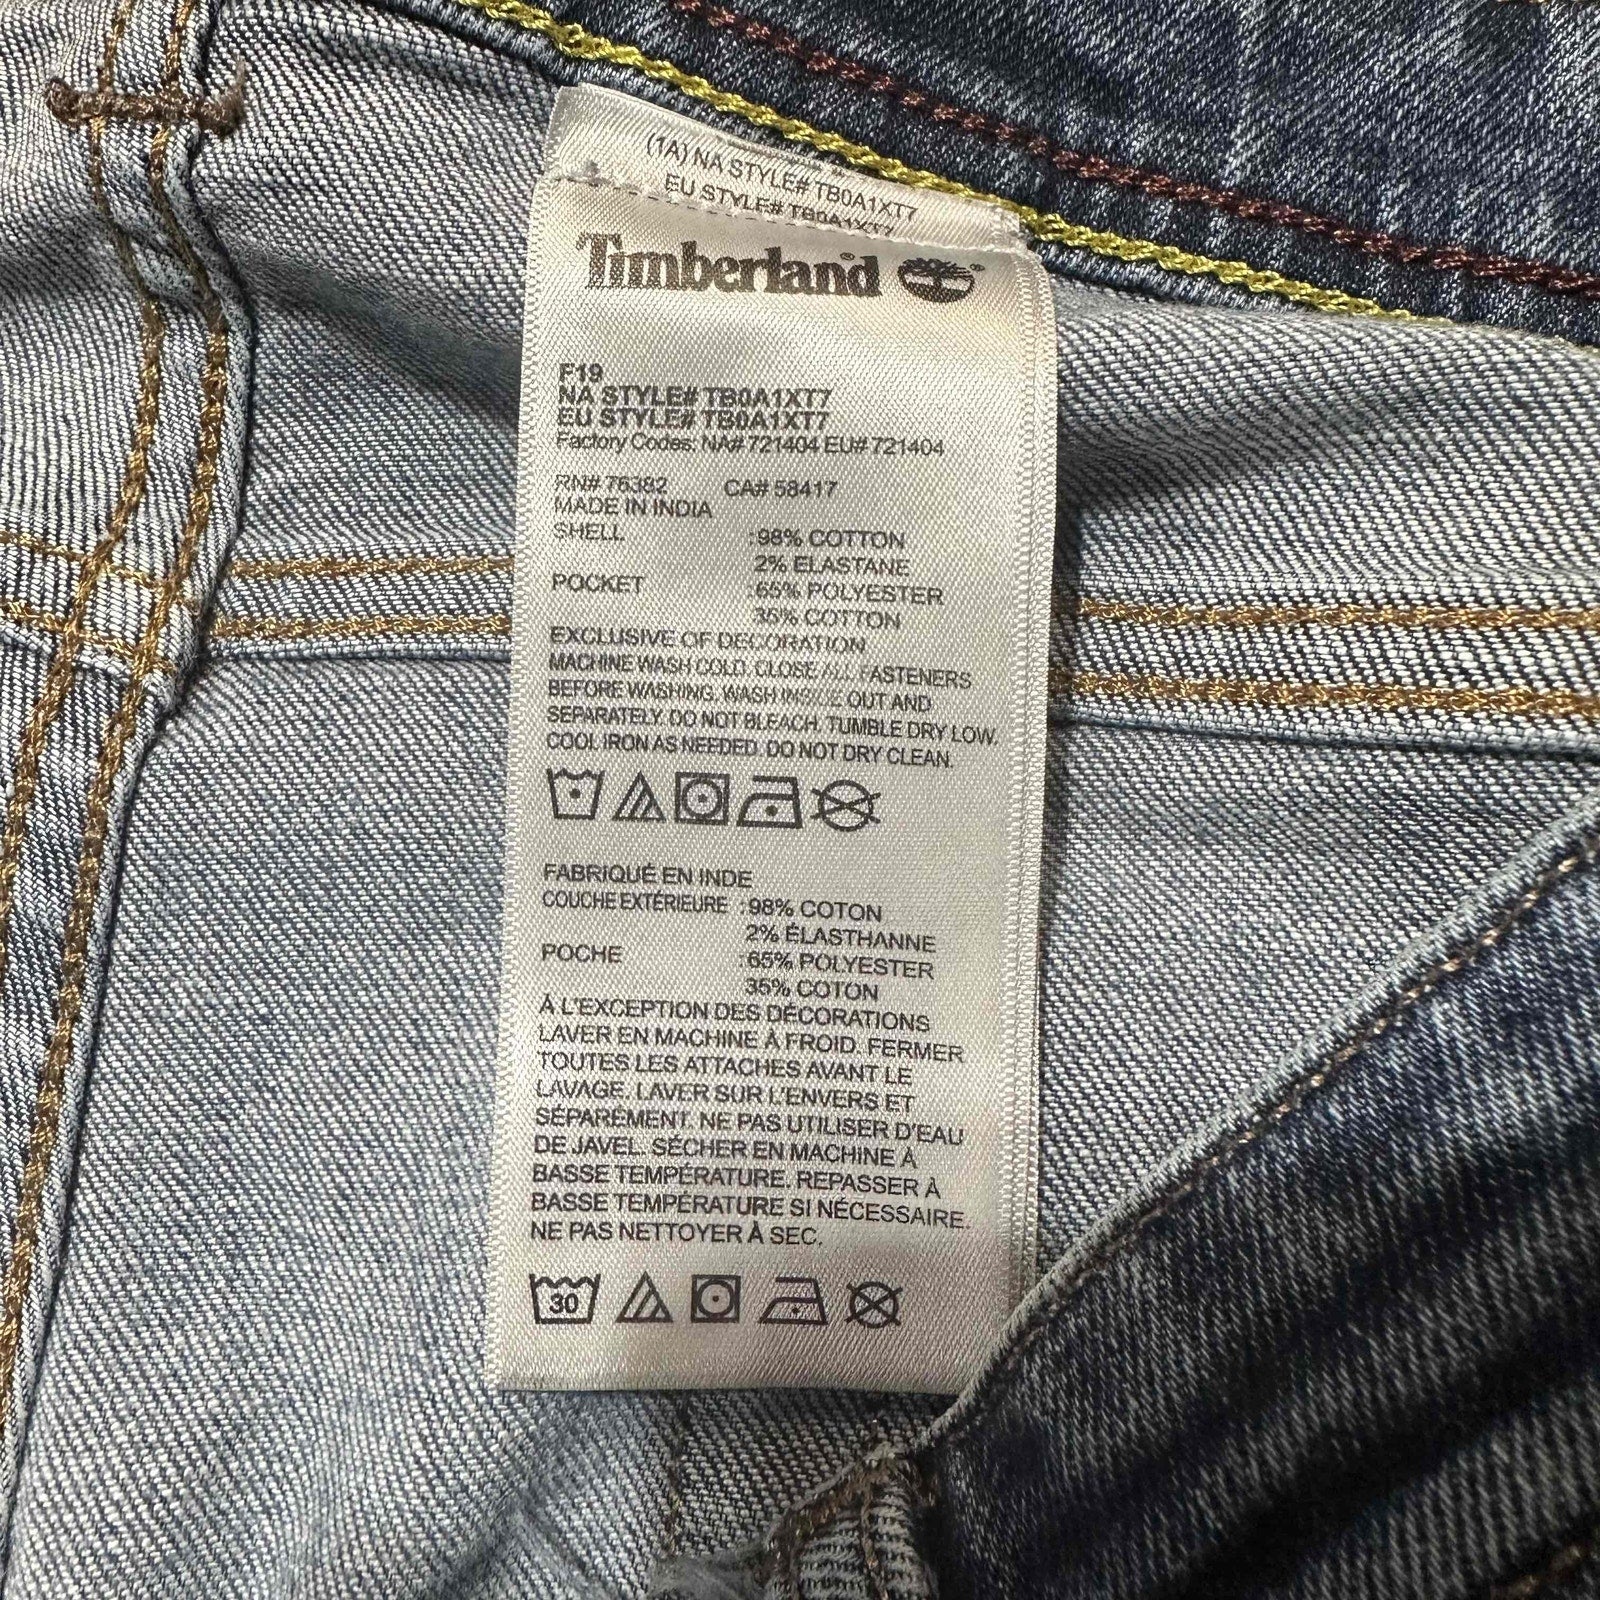 (1A) NA STYLE# TB0A1XT7
EU STYLE# TB0A1XT7
Timberland
F19
NA STYLE# TB0A1XT7
EU STYLE# TB0A1XT7
Factory Codes: NA# 721404 EU# 721404
RN# 76382 CA# 58417
MADE IN INDIA
SHELL :98% COTTON
2% ELASTANE
POCKET :65% POLYESTER
35% COTTON
EXCLUSIVE OF DECORATION
MACHINE WASH COLD. CLOSE ALL FASTENERS
BEFORE WASHING. WASH INSIDE OUT AND
SEPARATELY. DO NOT BLEACH. TUMBLE DRY LOW.
COOL IRON AS NEEDED. DO NOT DRY CLEAN.
FABRIQUÉ EN INDE
COUCHE EXTÉRIEURE :98% COTON
2% ÉLASTHANNE
POCHE :65% POLYESTER
35% COTON
À L'EXCEPTION DES DÉCORATIONS
LAVER EN MACHINE À FROID. FERMER
TOUTES LES ATTACHES AVANT LE
LAVAGE. LAVER SUR L'ENVERS ET
SÉPAREMENT. NE PAS UTILISER D'EAU
DE JAVEL. SÉCHER EN MACHINE À
BASSE TEMPÉRATURE. REPASSER À
BASSE TEMPÉRATURE SI NÉCESSAIRE.
NE PAS NETTOYER À SEC.
30